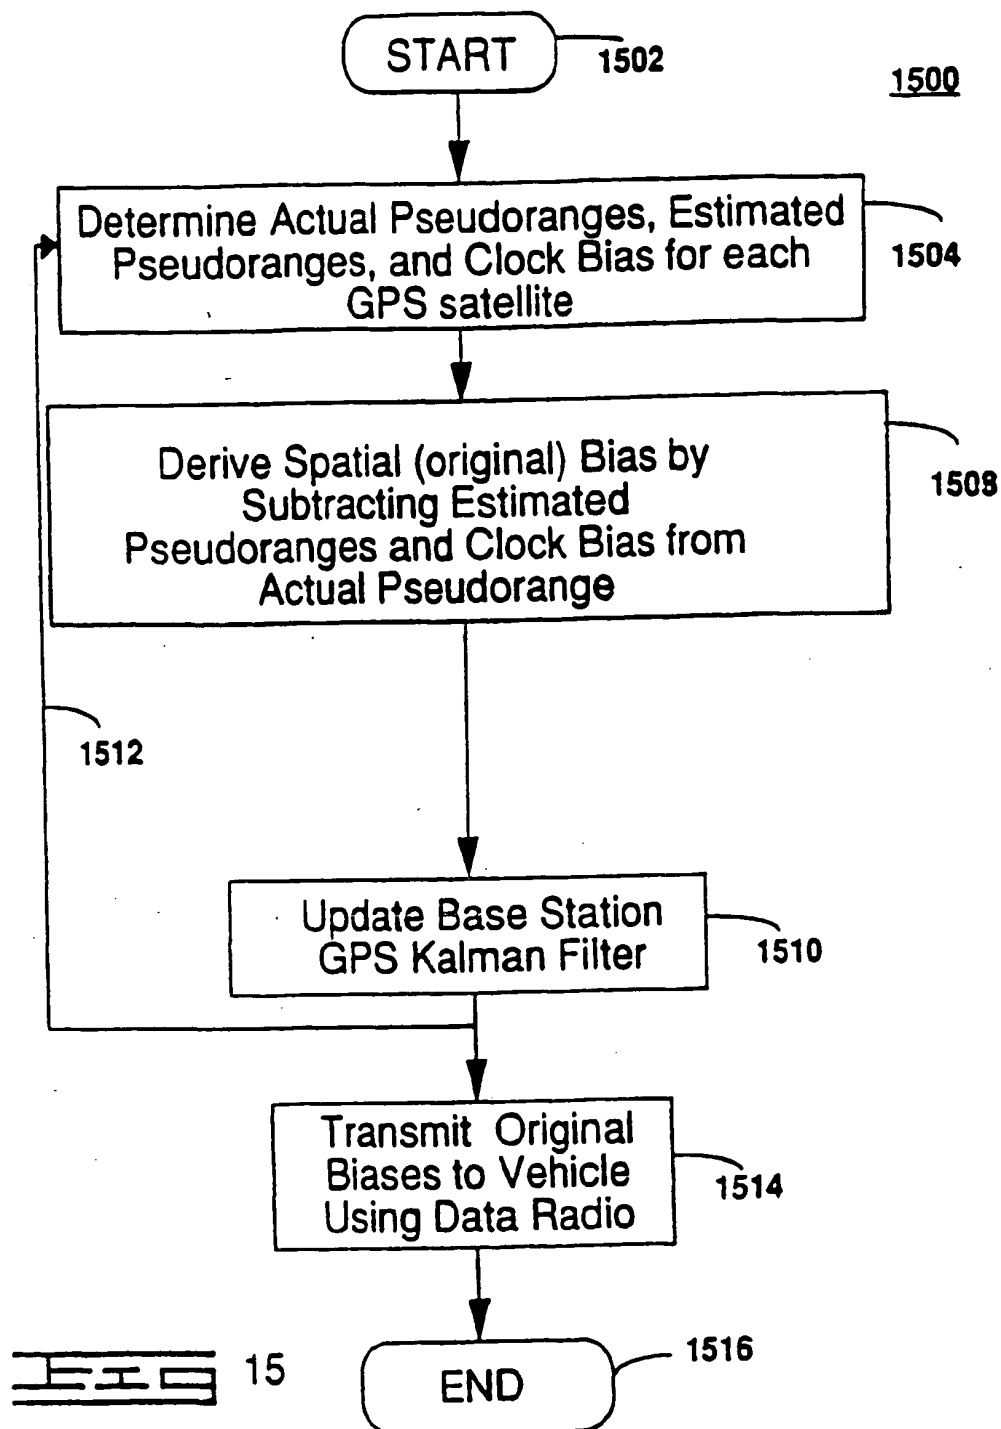 START
1502
1500
Determine Actual Pseudoranges, Estimated
Pseudoranges, and Clock Bias for each
GPS satellite
1504
Derive Spatial (original) Bias by
Subtracting Estimated
Pseudoranges and Clock Bias from
Actual Pseudorange
1508
1512
Update Base Station
GPS Kalman Filter
1510
Transmit Original
Biases to Vehicle
Using Data Radio
1514
END
1516
FIG 15